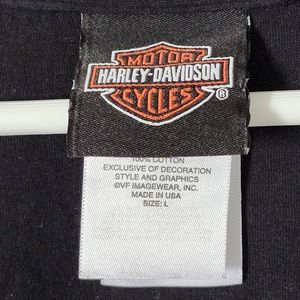 MOTOR
HARLEY-DAVIDSON
CYCLES ®
100% COTTON
EXCLUSIVE OF DECORATION
STYLE AND GRAPHICS
©VF IMAGEWEAR, INC.
MADE IN USA
SIZE: L